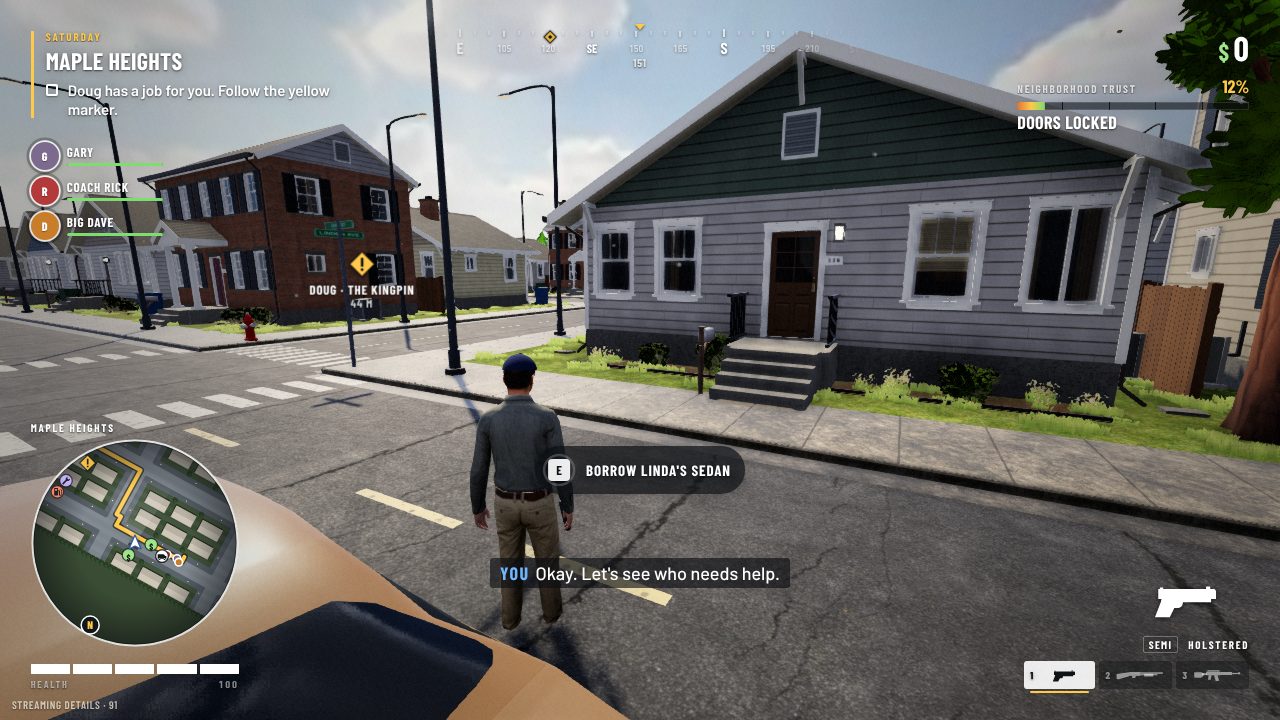 SATURDAY
MAPLE HEIGHTS
Doug has a job for you. Follow the yellow
marker.
G GARY
R COACH RICK
D BIG DAVE
E 105 120 SE 150 165 S 195 210
151
$0
NEIGHBORHOOD TRUST 12%
DOORS LOCKED
DOUG · THE KINGPIN
44 M
E BORROW LINDA'S SEDAN
YOU Okay. Let's see who needs help.
MAPLE HEIGHTS
N
HEALTH 100
STREAMING DETAILS · 91
SEMI HOLSTERED
1 2 3